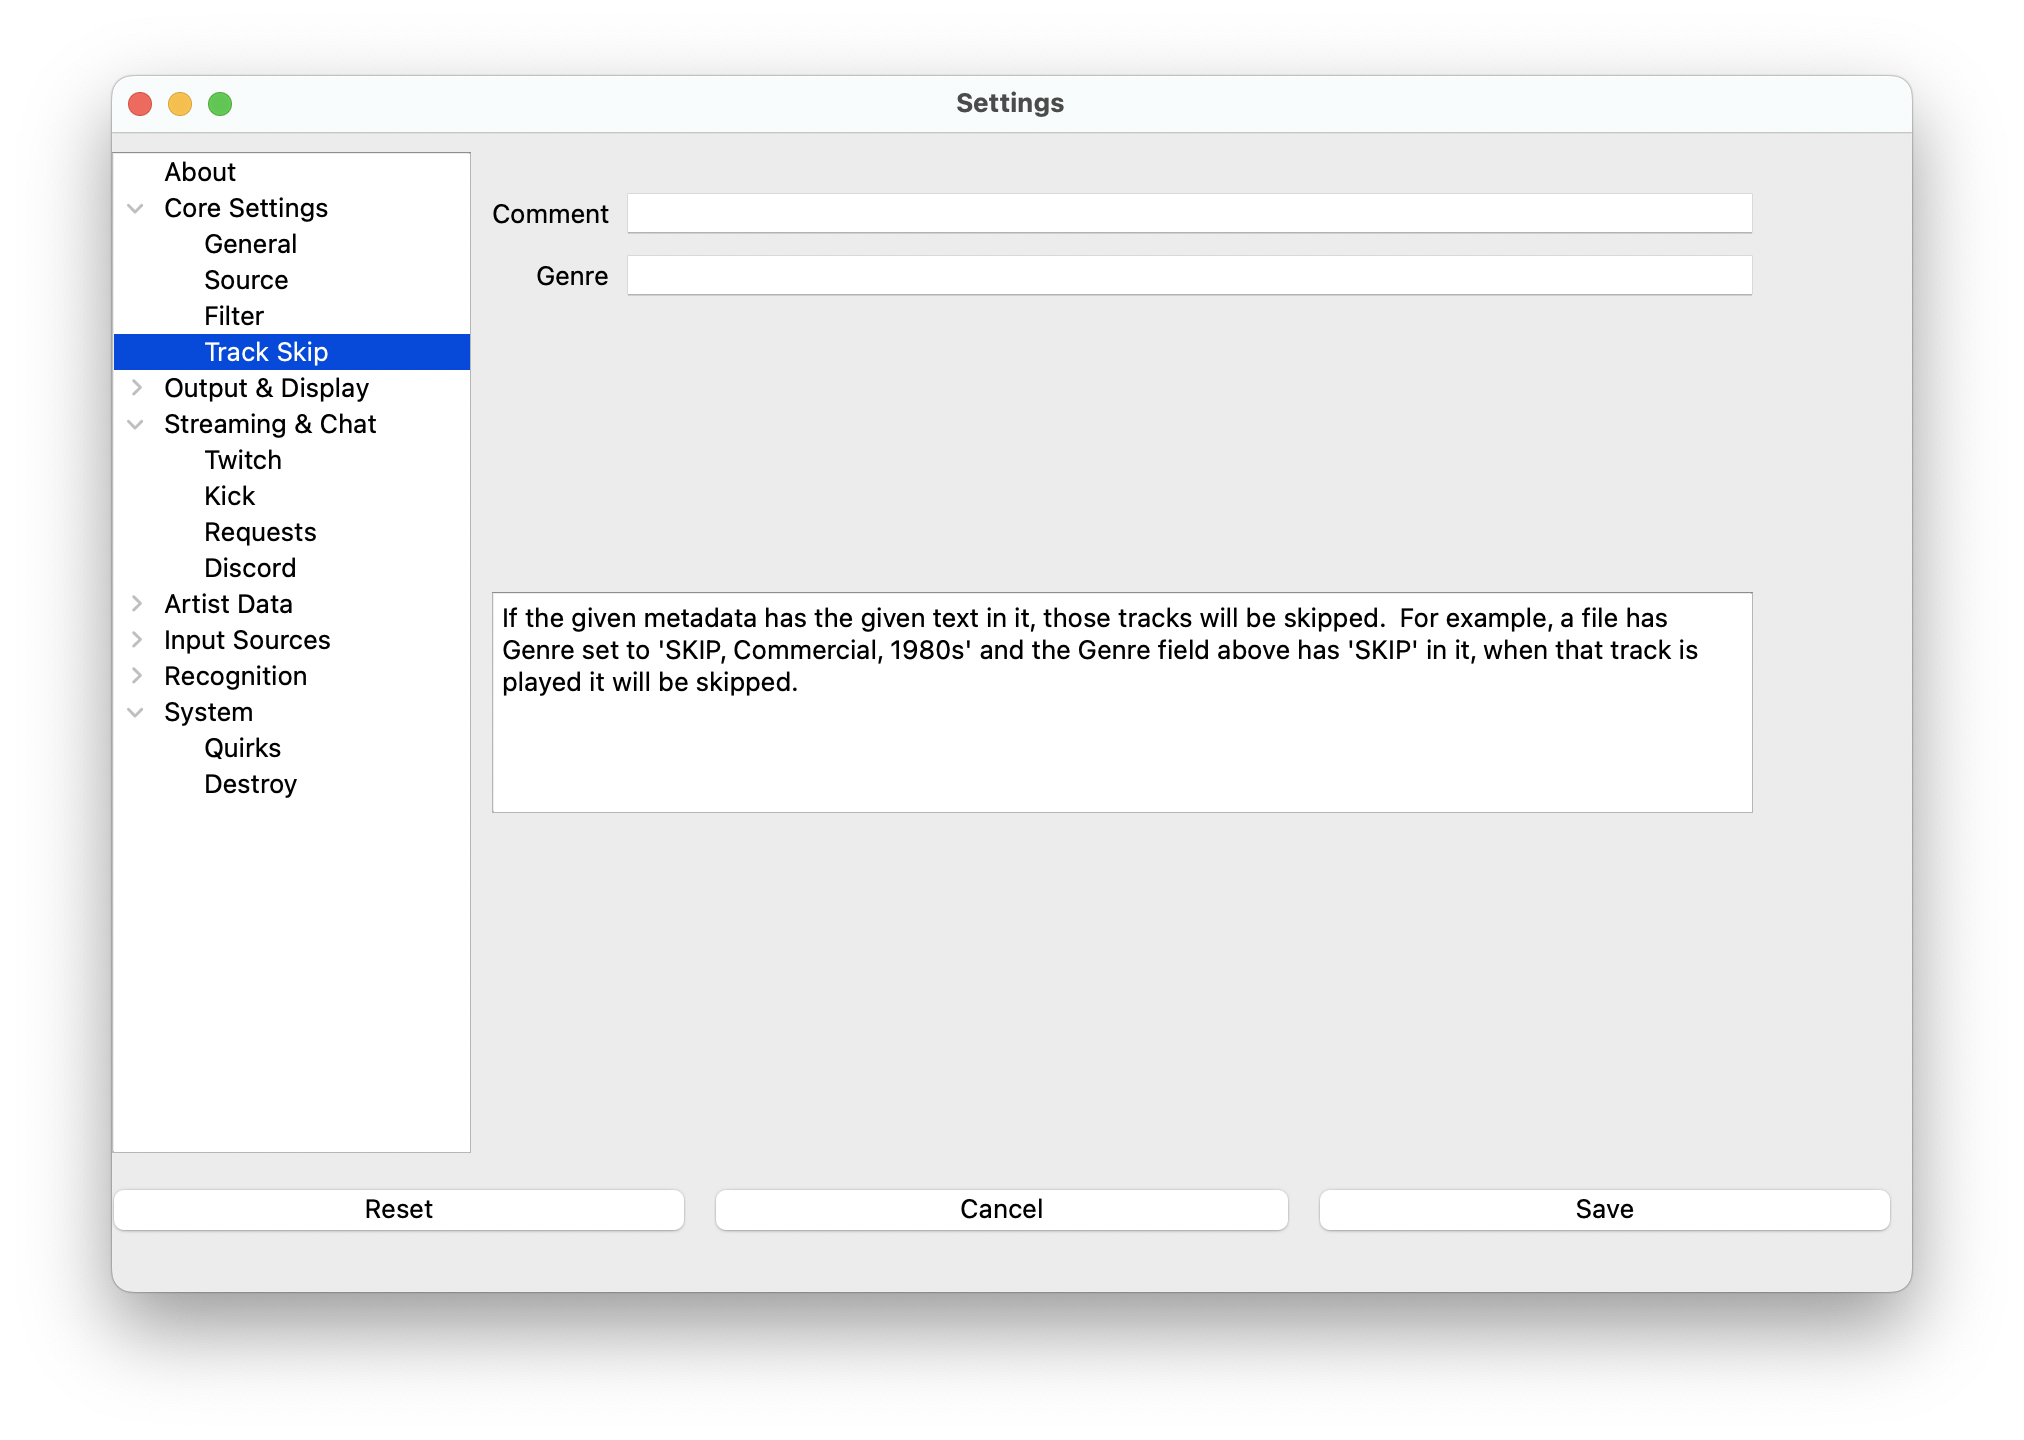 Settings
About
Core Settings
General
Source
Filter
Track Skip
Output & Display
Streaming & Chat
Twitch
Kick
Requests
Discord
Artist Data
Input Sources
Recognition
System
Quirks
Destroy
Comment
Genre
If the given metadata has the given text in it, those tracks will be skipped.  For example, a file has
Genre set to 'SKIP, Commercial, 1980s' and the Genre field above has 'SKIP' in it, when that track is
played it will be skipped.
Reset
Cancel
Save